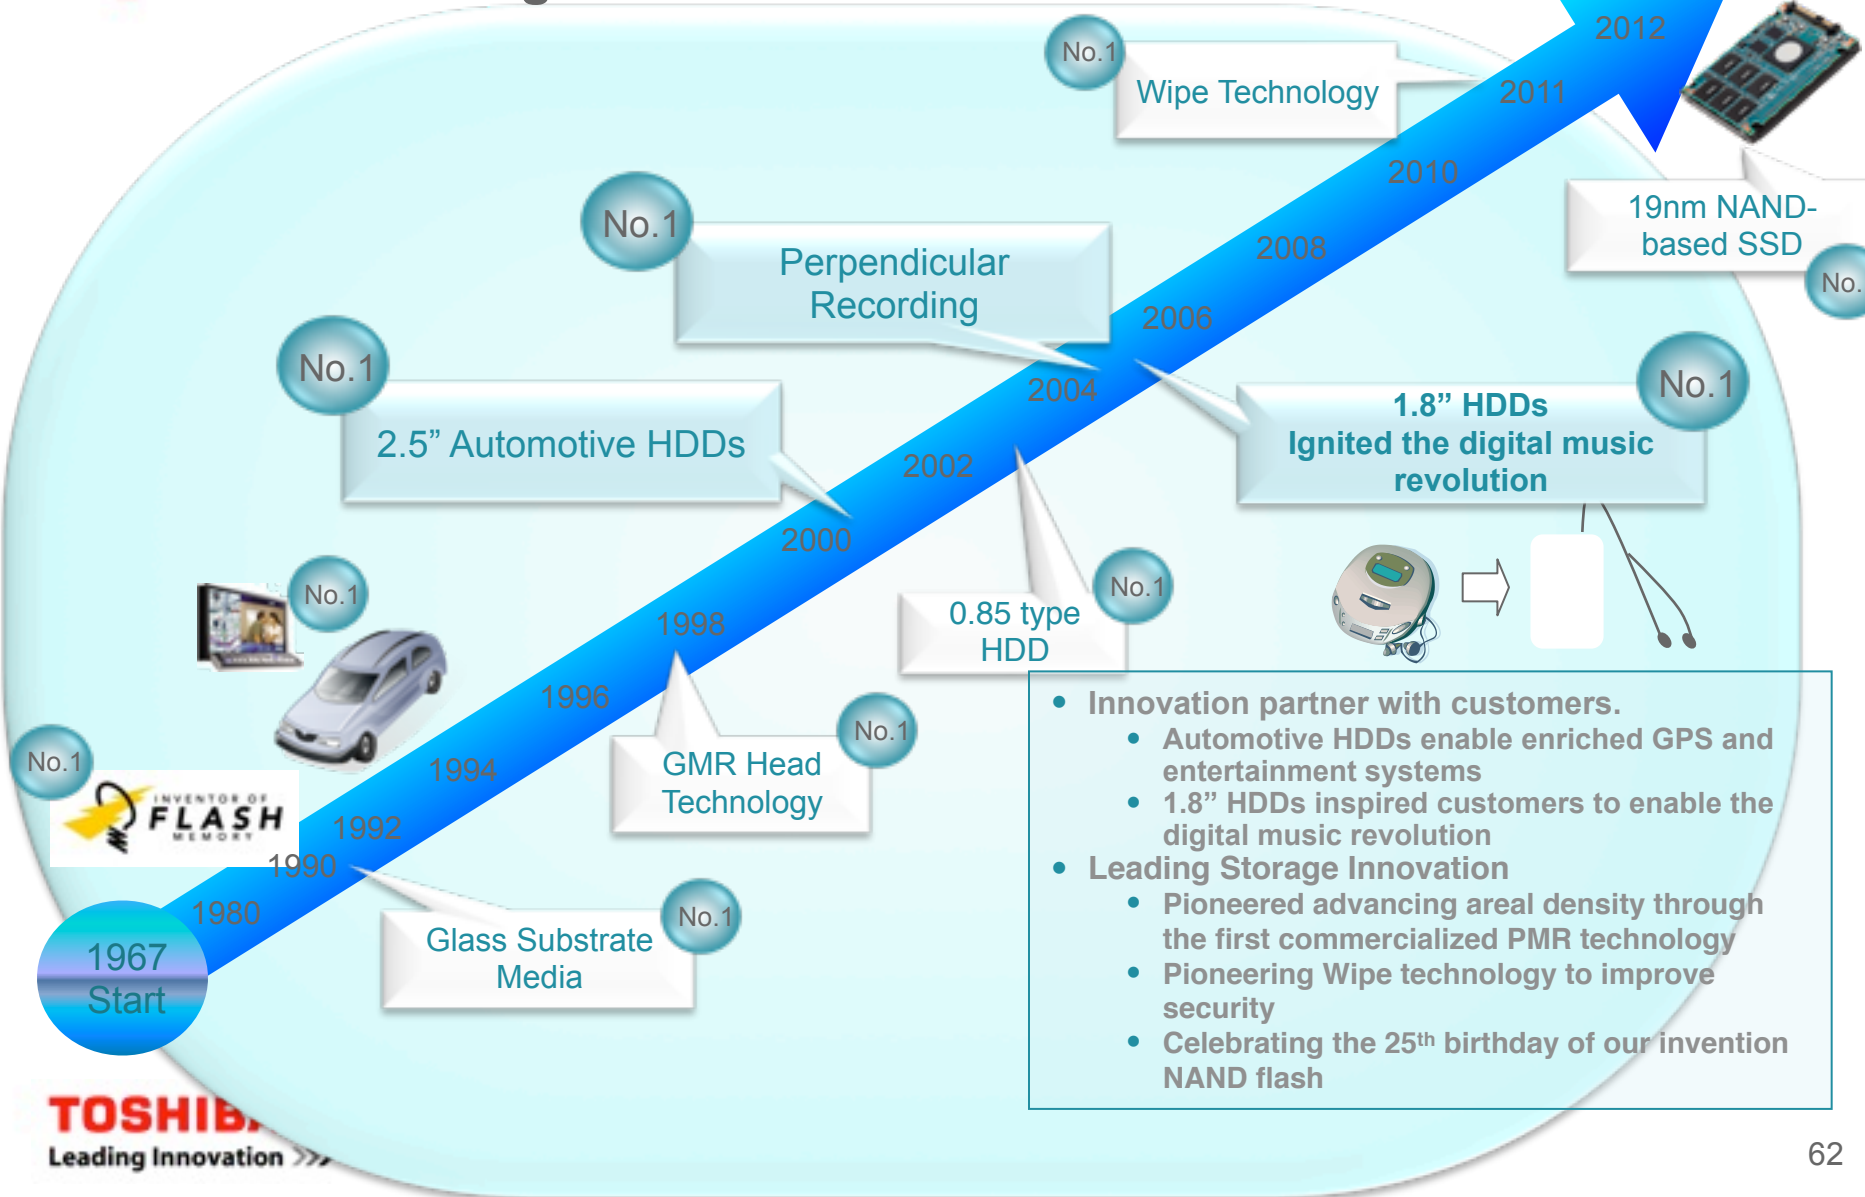 2012
No.1
Wipe Technology
2011
2010
19nm NAND-
based SSD
No.
No.1
Perpendicular
Recording
2008
2006
No.1
2.5” Automotive HDDs
2004
No.1
1.8” HDDs
Ignited the digital music
revolution
2002
2000
No.1
0.85 type
HDD
No.1
1998
1996
GMR Head
Technology
No.1
1994
No.1
INVENTOR OF
FLASH
MEMORY
1992
1990
1980
Glass Substrate
Media
No.1
1967
Start
• Innovation partner with customers.
• Automotive HDDs enable enriched GPS and
entertainment systems
• 1.8” HDDs inspired customers to enable the
digital music revolution
• Leading Storage Innovation
• Pioneered advancing areal density through
the first commercialized PMR technology
• Pioneering Wipe technology to improve
security
• Celebrating the 25th birthday of our invention
NAND flash
TOSHIB
Leading Innovation >>>
62